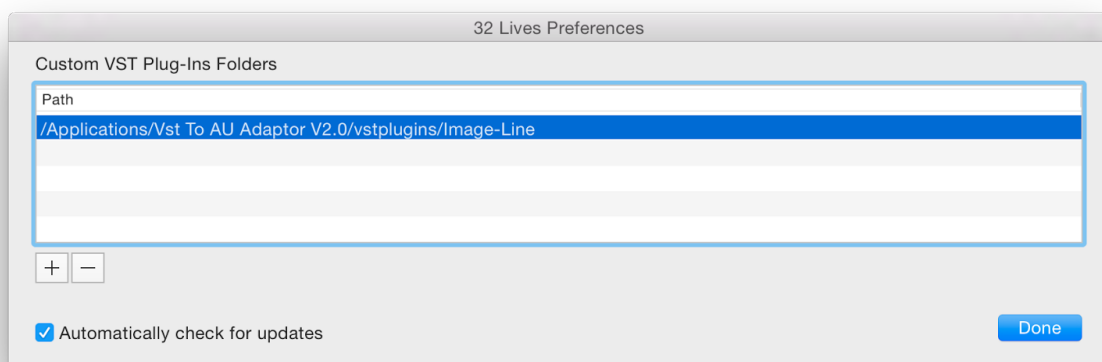 32 Lives Preferences
Custom VST Plug-Ins Folders
Path
/Applications/Vst To AU Adaptor V2.0/vstplugins/Image-Line
+ −
Automatically check for updates
Done